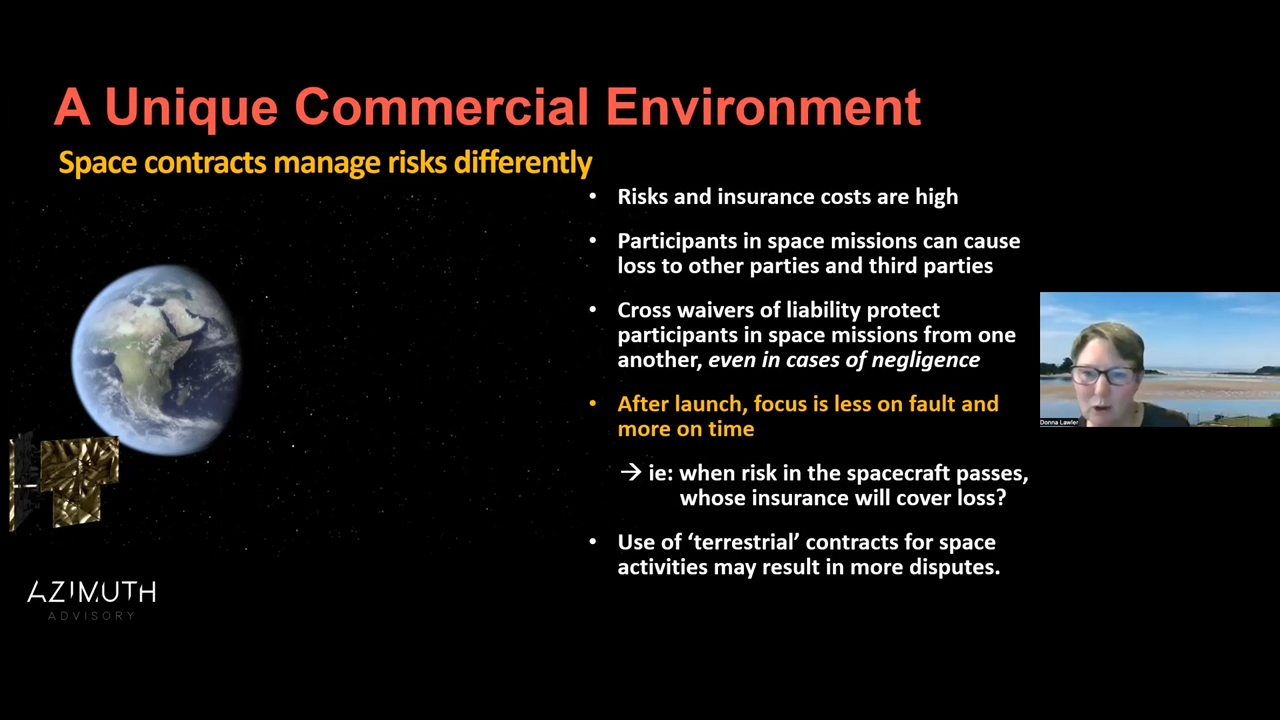 A Unique Commercial Environment
Space contracts manage risks differently
• Risks and insurance costs are high
• Participants in space missions can cause
loss to other parties and third parties
• Cross waivers of liability protect
participants in space missions from one
another, even in cases of negligence
• After launch, focus is less on fault and
more on time
→ ie: when risk in the spacecraft passes,
whose insurance will cover loss?
• Use of ‘terrestrial’ contracts for space
activities may result in more disputes.
Donna Lawler
AZIMUTH
ADVISORY